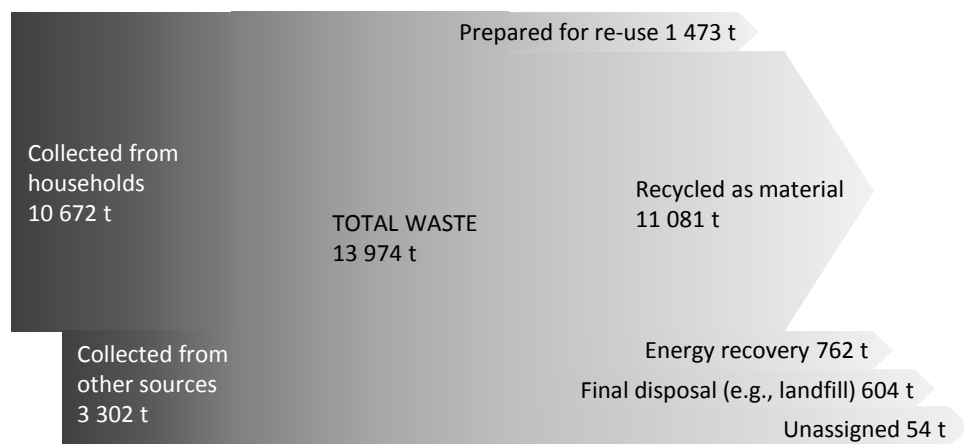 Prepared for re-use 1 473 t
Collected from
households
10 672 t
TOTAL WASTE
13 974 t
Recycled as material
11 081 t
Collected from
other sources
3 302 t
Energy recovery 762 t
Final disposal (e.g., landfill) 604 t
Unassigned 54 t